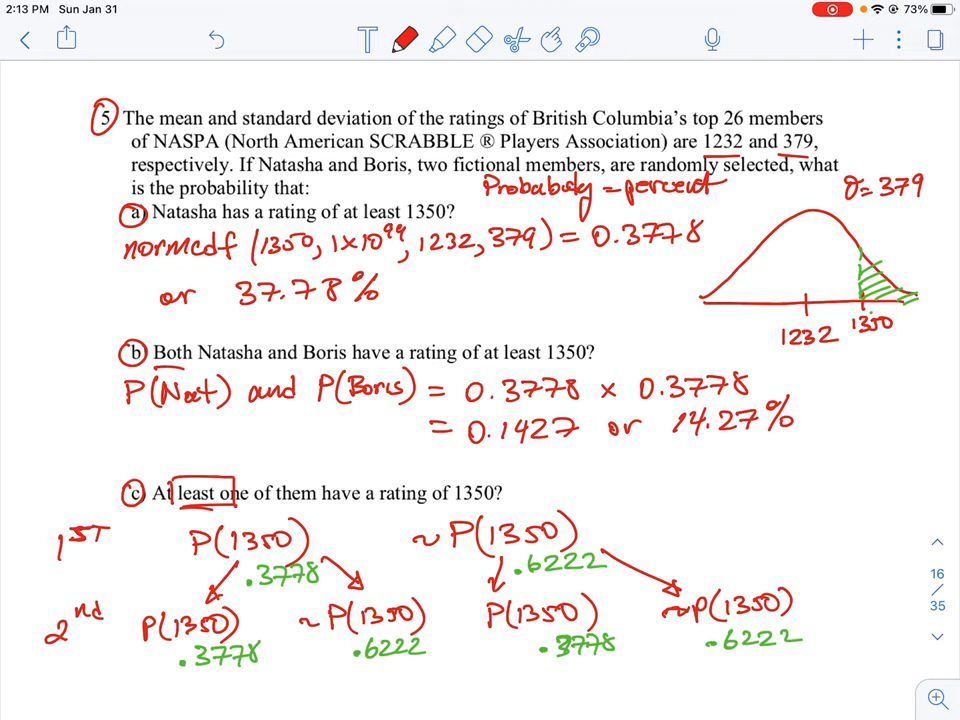 2:13 PM Sun Jan 31 73%
5. The mean and standard deviation of the ratings of British Columbia's top 26 members
of NASPA (North American SCRABBLE ® Players Association) are 1232 and 379,
respectively. If Natasha and Boris, two fictional members, are randomly selected, what
is the probability that:
Probability = percent
σ = 379
a) Natasha has a rating of at least 1350?
normcdf (1350, 1×10^99, 1232, 379) = 0.3778
or 37.78%
1232 1350
b) Both Natasha and Boris have a rating of at least 1350?
P(Nat) and P(Boris) = 0.3778 × 0.3778
= 0.1427 or 14.27%
c) At least one of them have a rating of 1350?
1ST P(1350) ~P(1350)
.3778 .6222
2nd P(1350) ~P(1350) P(1350) ~P(1350)
.3778 .6222 .3778 .6222
16
/
35